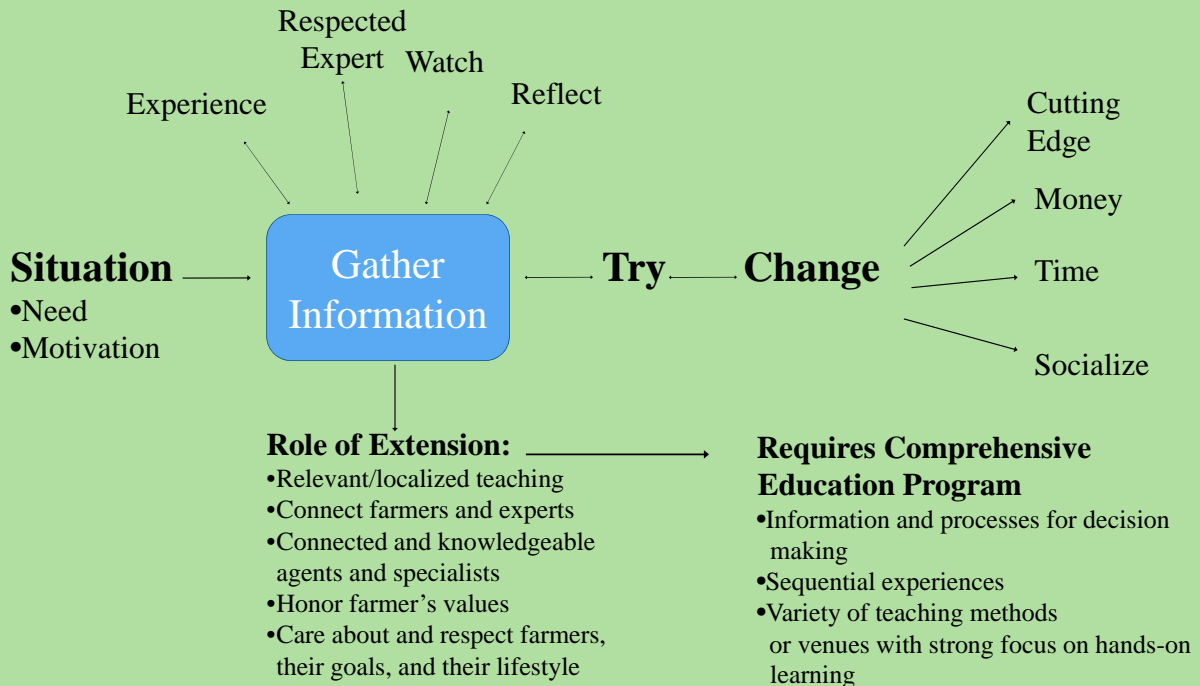 Respected
Expert
Watch
Reflect
Experience
Situation
•Need
•Motivation
Gather
Information
Try
Change
Cutting
Edge
Money
Time
Socialize
Role of Extension:
•Relevant/localized teaching
•Connect farmers and experts
•Connected and knowledgeable
agents and specialists
•Honor farmer’s values
•Care about and respect farmers,
their goals, and their lifestyle
Requires Comprehensive
Education Program
•Information and processes for decision
making
•Sequential experiences
•Variety of teaching methods
or venues with strong focus on hands-on
learning